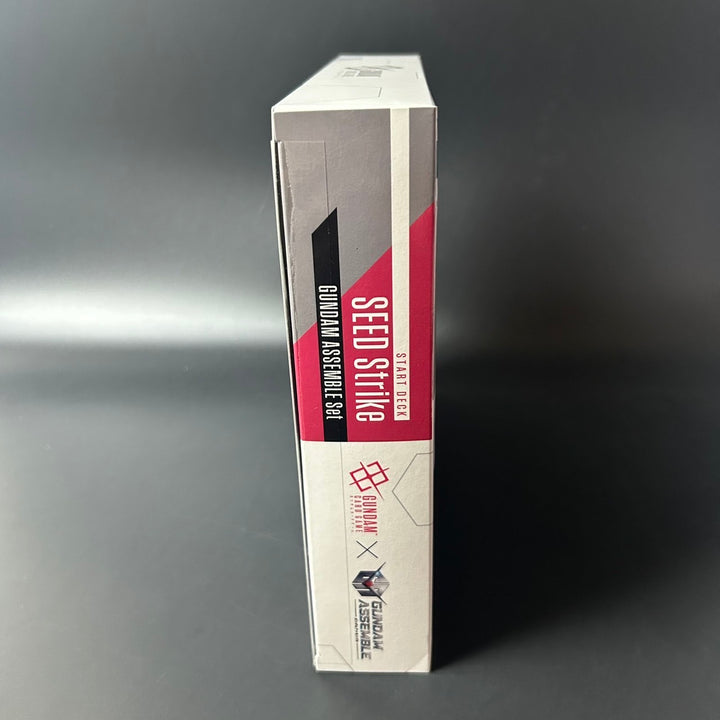 START DECK
SEED Strike
GUNDAM ASSEMBLE Set
GUNDAM
CARD GAME
×
GUNDAM
ASSEMBLE